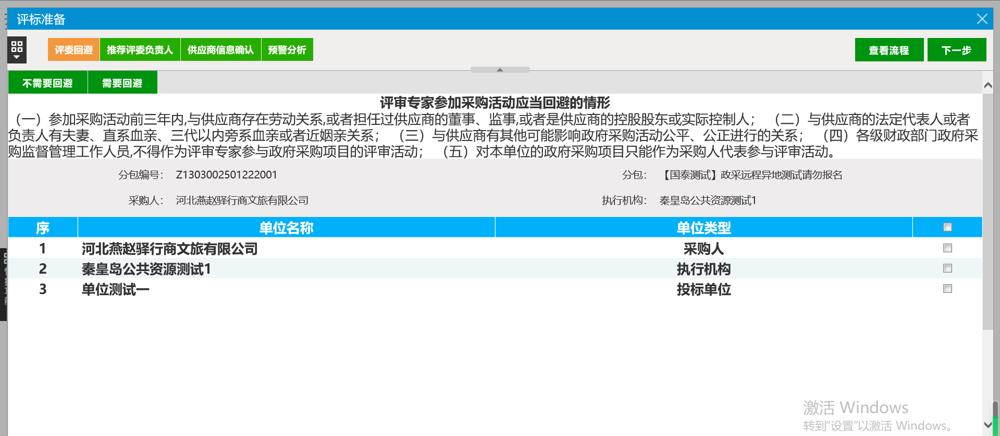 评标准备
评委回避 推荐评委负责人 供应商信息确认 预警分析 查看流程 下一步
不需要回避 需要回避
评审专家参加采购活动应当回避的情形
（一）参加采购活动前三年内,与供应商存在劳动关系,或者担任过供应商的董事、监事,或者是供应商的控股股东或实际控制人； （二）与供应商的法定代表人或者
负责人有夫妻、直系血亲、三代以内旁系血亲或者近姻亲关系； （三）与供应商有其他可能影响政府采购活动公平、公正进行的关系； （四）各级财政部门政府采
购监督管理工作人员,不得作为评审专家参与政府采购项目的评审活动； （五）对本单位的政府采购项目只能作为采购人代表参与评审活动。
分包编号： Z1303002501222001 分包： 【国泰测试】政采远程异地测试请勿报名
采购人： 河北燕赵驿行商文旅有限公司 执行机构： 秦皇岛公共资源测试1
序 单位名称 单位类型
1 河北燕赵驿行商文旅有限公司 采购人
2 秦皇岛公共资源测试1 执行机构
3 单位测试一 投标单位
激活 Windows
转到“设置”以激活 Windows。